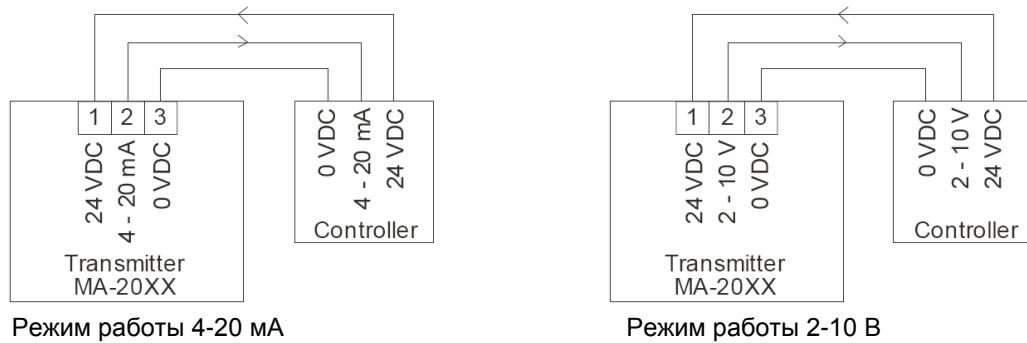 1 2 3
24 VDC
4 - 20 mA
0 VDC
Transmitter
MA-20XX
0 VDC
4 - 20 mA
24 VDC
Controller
Режим работы 4-20 мА
1 2 3
24 VDC
2 - 10 V
0 VDC
Transmitter
MA-20XX
0 VDC
2 - 10 V
24 VDC
Controller
Режим работы 2-10 В